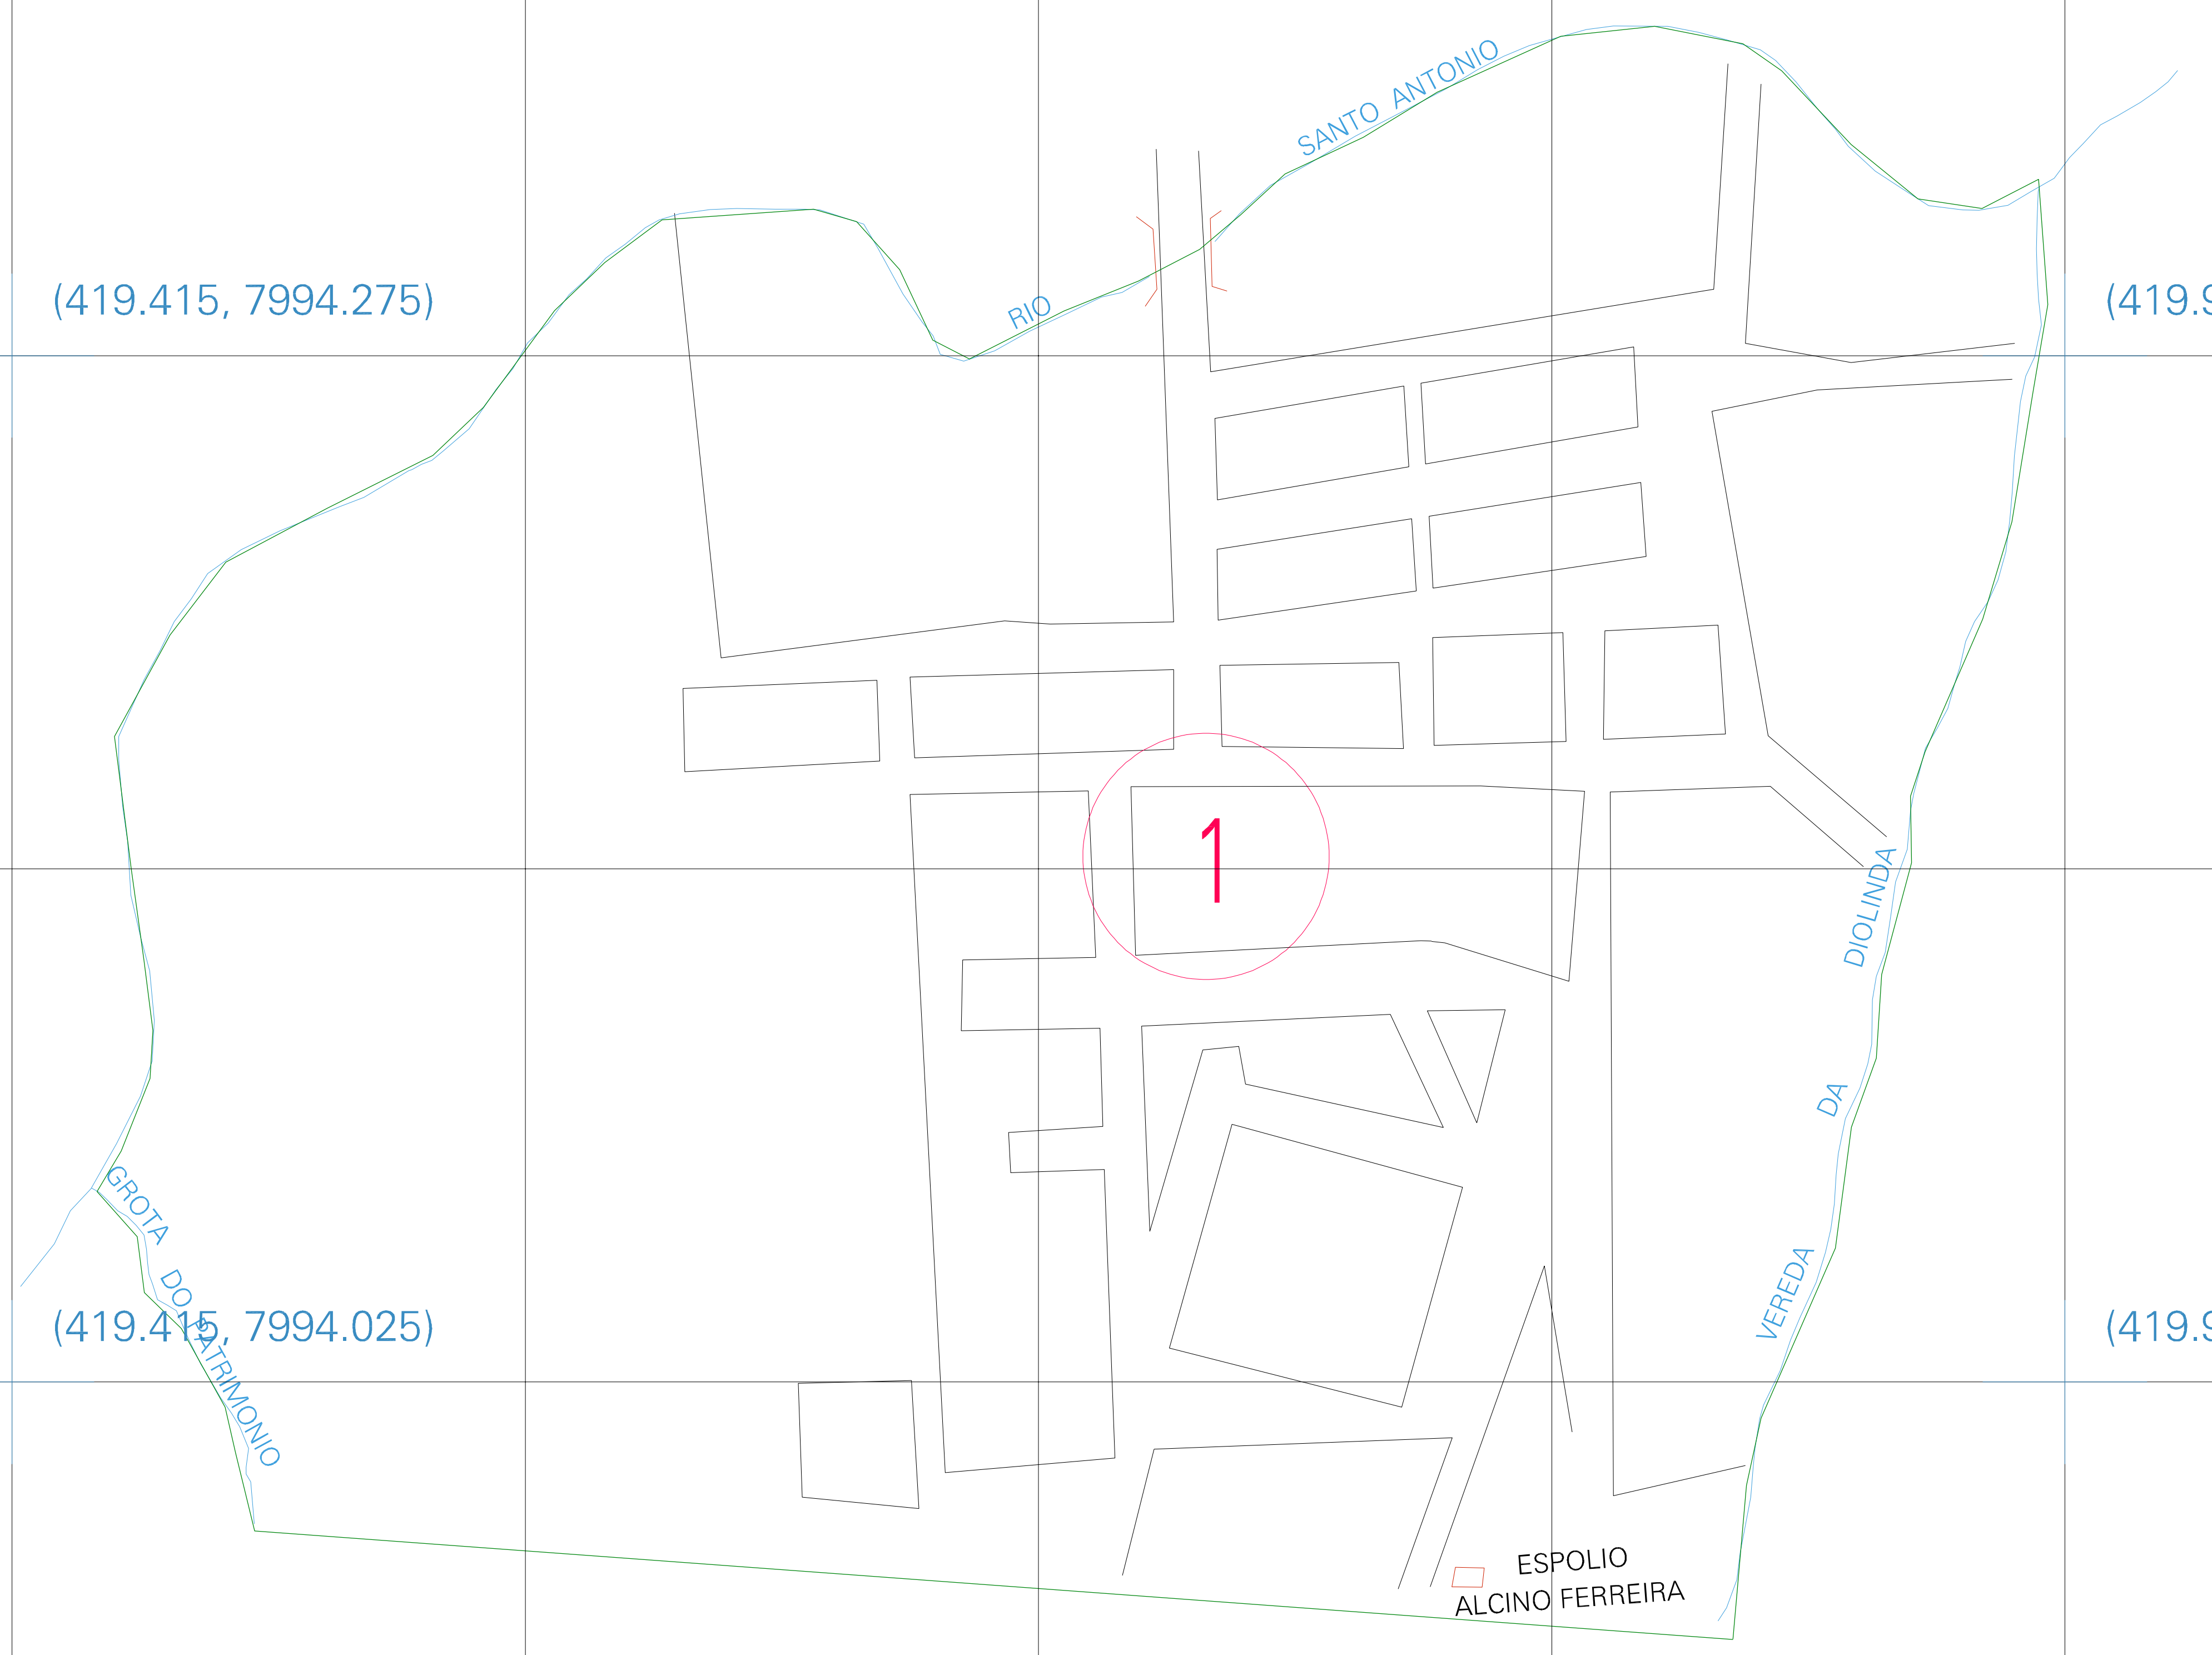 SANTO ANTONIO
RIO
(419.415, 7994.275)
(419.9
1
DIOLINDA
DA
VEREDA
GROTA
DO PATRIMONIO
(419.415, 7994.025)
(419.9
ESPOLIO
ALCINO FERREIRA